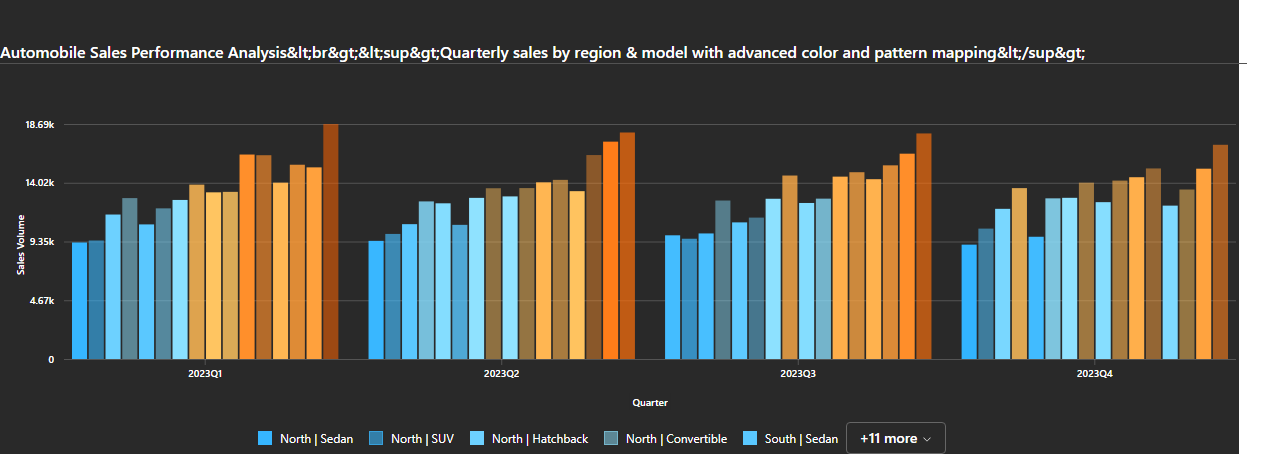 Automobile Sales Performance Analysis&lt;br&gt;&lt;sup&gt;Quarterly sales by region & model with advanced color and pattern mapping&lt;/sup&gt;
18.69k
14.02k
9.35k
4.67k
0
Sales Volume
2023Q1 2023Q2 2023Q3 2023Q4
Quarter
North | Sedan North | SUV North | Hatchback North | Convertible South | Sedan +11 more